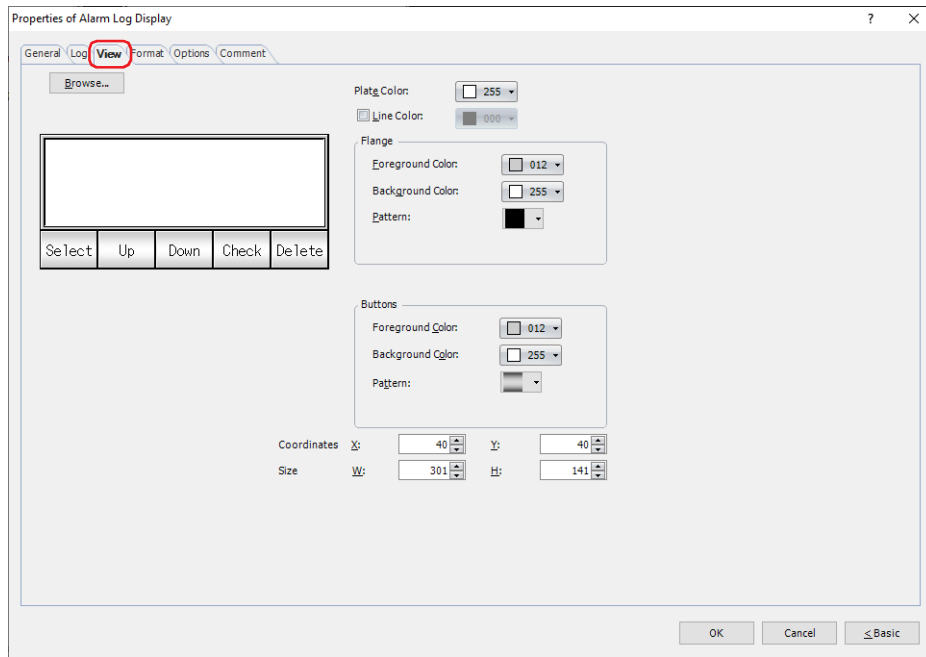 Properties of Alarm Log Display ? X
General Log View Format Options Comment
Browse...
Plate Color: 255
Line Color: 000
Flange
Foreground Color: 012
Background Color: 255
Pattern:
Select Up Down Check Delete
Buttons
Foreground Color: 012
Background Color: 255
Pattern:
Coordinates X: 40 Y: 40
Size W: 301 H: 141
OK Cancel < Basic